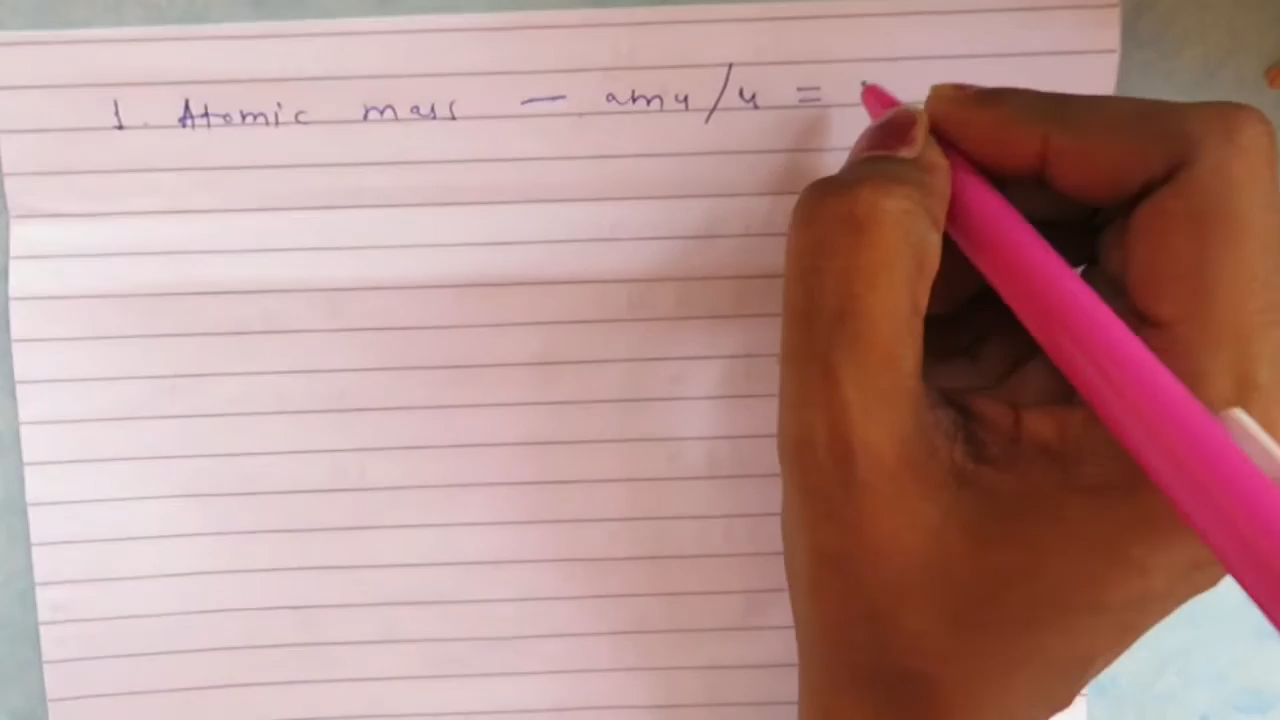 1. Atomic mass — amu/u =